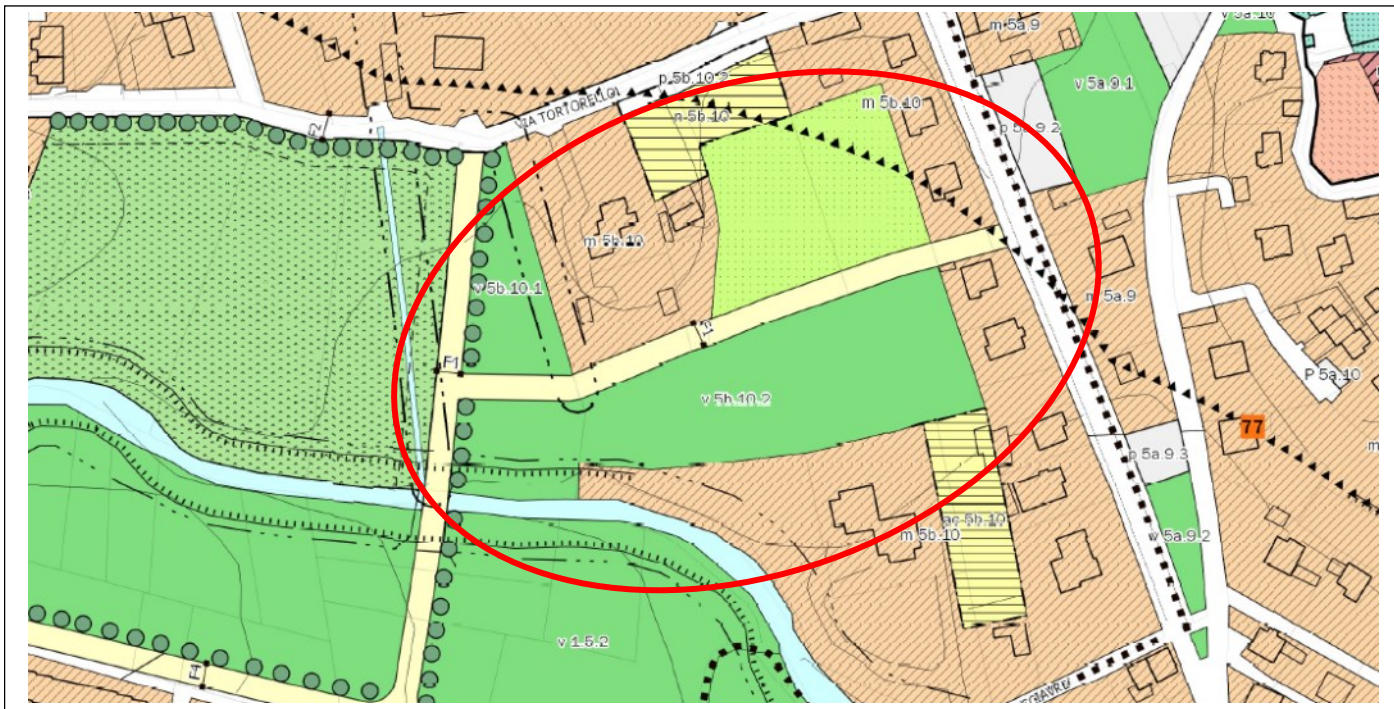 v 5a.10
m 5a.9
p 5b.10.2
v 5a.9.1
VIA TORTORELLOI
m 5b.10
n 5b.10
p 5a.9.2
F2
m 5b.10
v 5b.10.1
m 5a.9
F1
F1
P 5a.10
v 5b.10.2
77
p 5a.9.3
ac 5b.10
m 5b.10
v 5a.9.2
v 1.5.2
F1